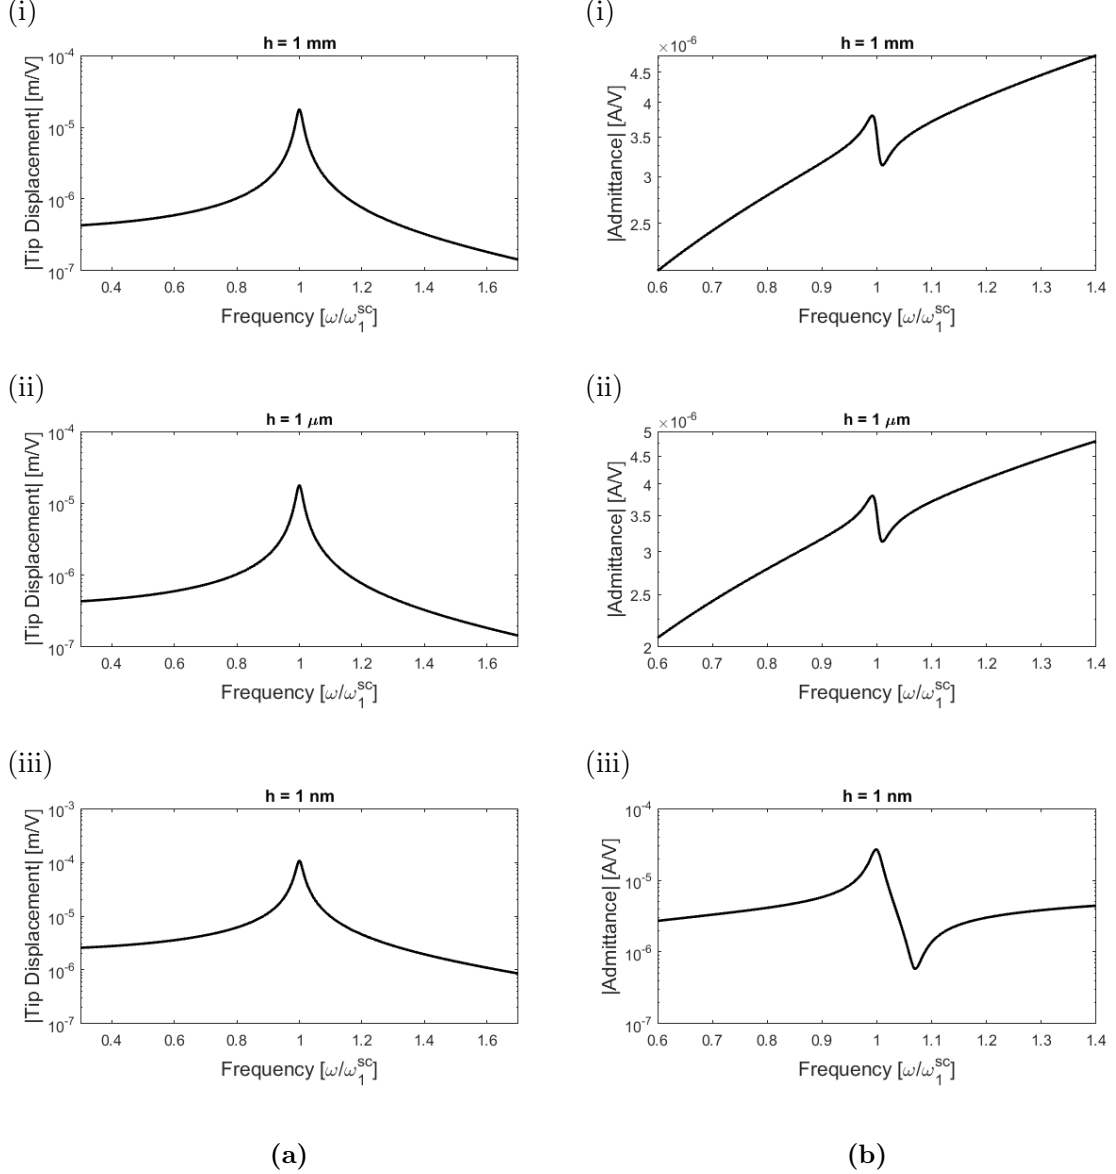 (i)
h = 1 mm
|Tip Displacement| [m/V]
10^-4
10^-5
10^-6
10^-7
0.4 0.6 0.8 1 1.2 1.4 1.6
Frequency [ω/ω_1^sc]
(i)
h = 1 mm
×10^-6
|Admittance| [A/V]
4.5
4
3.5
3
2.5
0.6 0.7 0.8 0.9 1 1.1 1.2 1.3 1.4
Frequency [ω/ω_1^sc]
(ii)
h = 1 μm
|Tip Displacement| [m/V]
10^-4
10^-5
10^-6
10^-7
0.4 0.6 0.8 1 1.2 1.4 1.6
Frequency [ω/ω_1^sc]
(ii)
h = 1 μm
×10^-6
|Admittance| [A/V]
5
4.5
4
3.5
3
2.5
2
0.6 0.7 0.8 0.9 1 1.1 1.2 1.3 1.4
Frequency [ω/ω_1^sc]
(iii)
h = 1 nm
|Tip Displacement| [m/V]
10^-3
10^-4
10^-5
10^-6
10^-7
0.4 0.6 0.8 1 1.2 1.4 1.6
Frequency [ω/ω_1^sc]
(iii)
h = 1 nm
|Admittance| [A/V]
10^-4
10^-5
10^-6
10^-7
0.6 0.7 0.8 0.9 1 1.1 1.2 1.3 1.4
Frequency [ω/ω_1^sc]
(a)
(b)